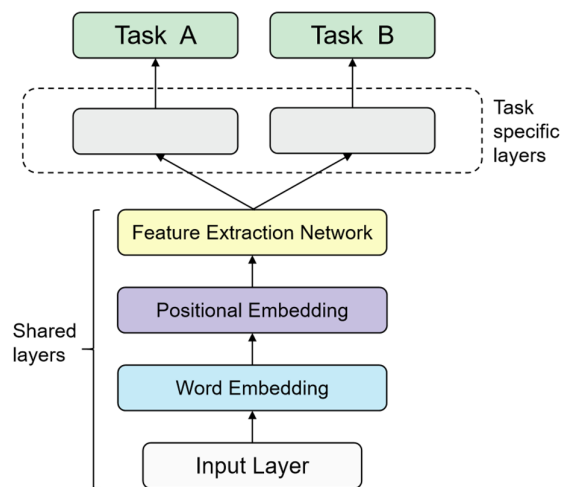 Task A
Task B
Task
specific
layers
Feature Extraction Network
Positional Embedding
Shared
layers
Word Embedding
Input Layer